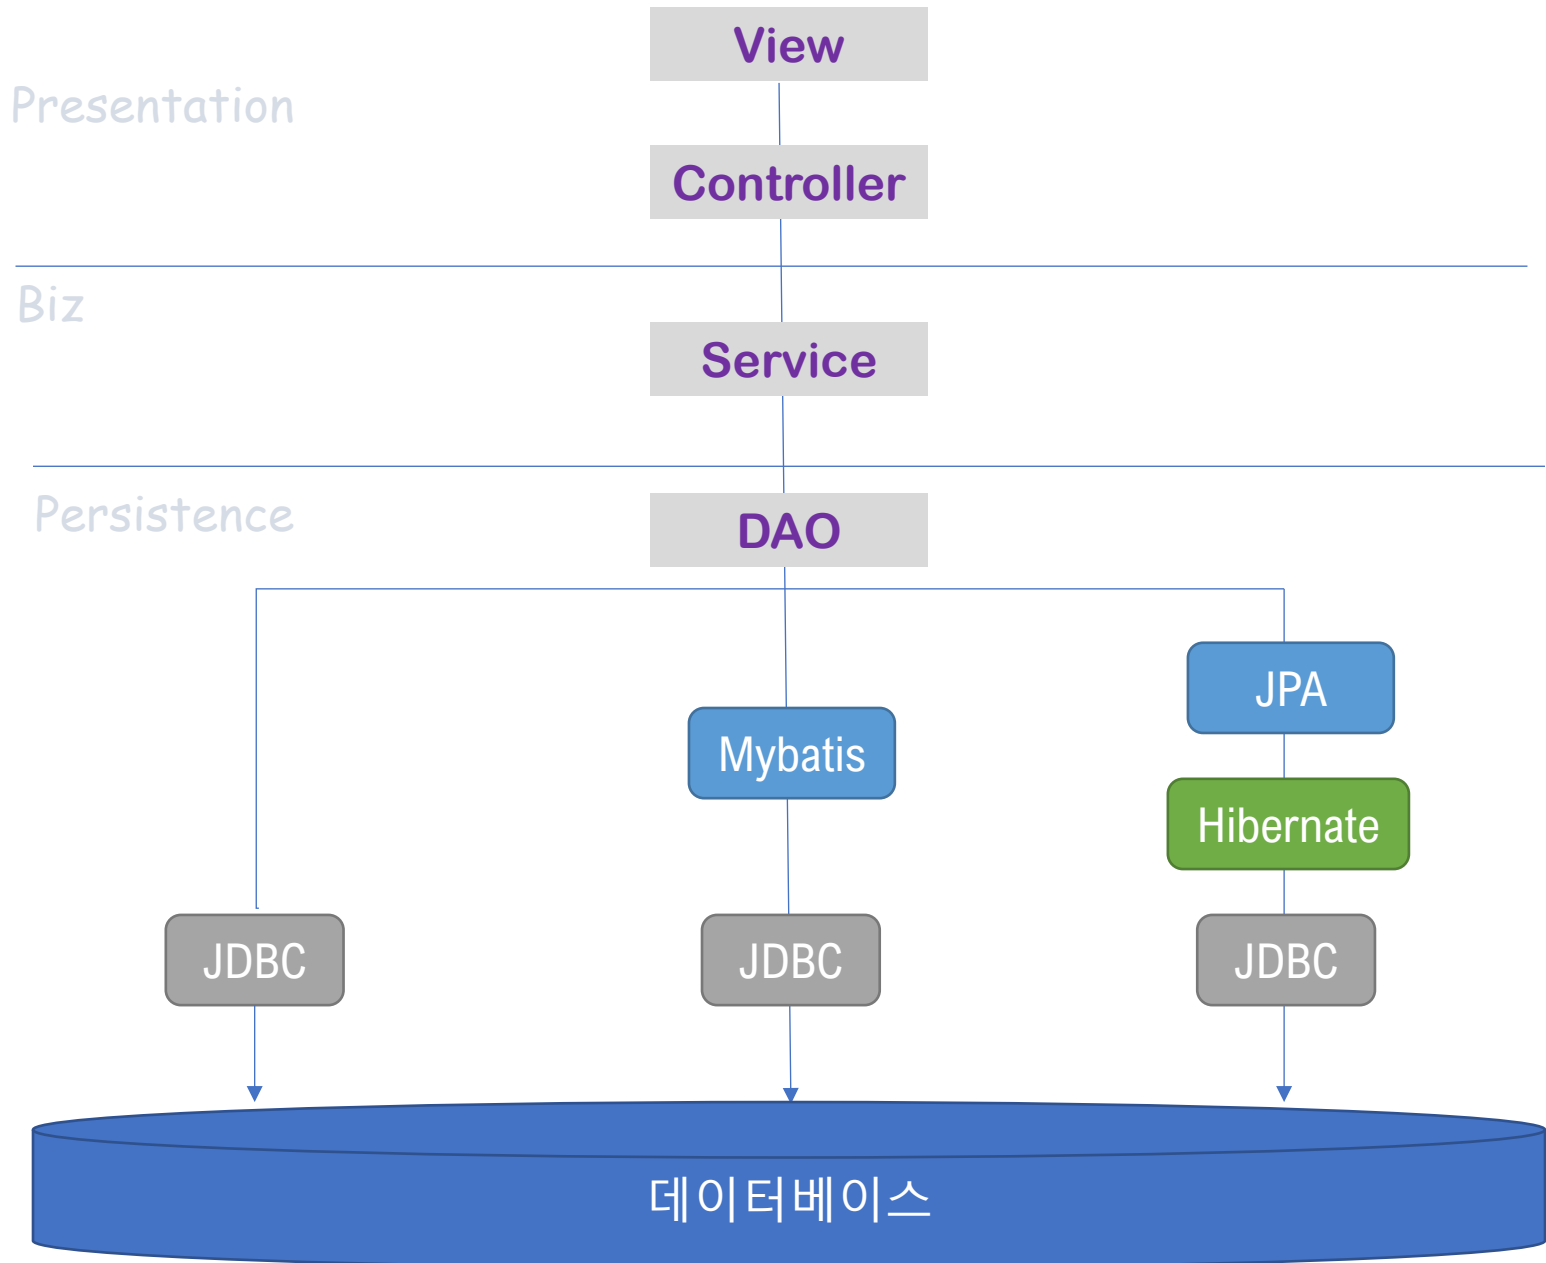 View
Presentation
Controller
Biz
Service
Persistence
DAO
JPA
Mybatis
Hibernate
JDBC
JDBC
JDBC
데이터베이스